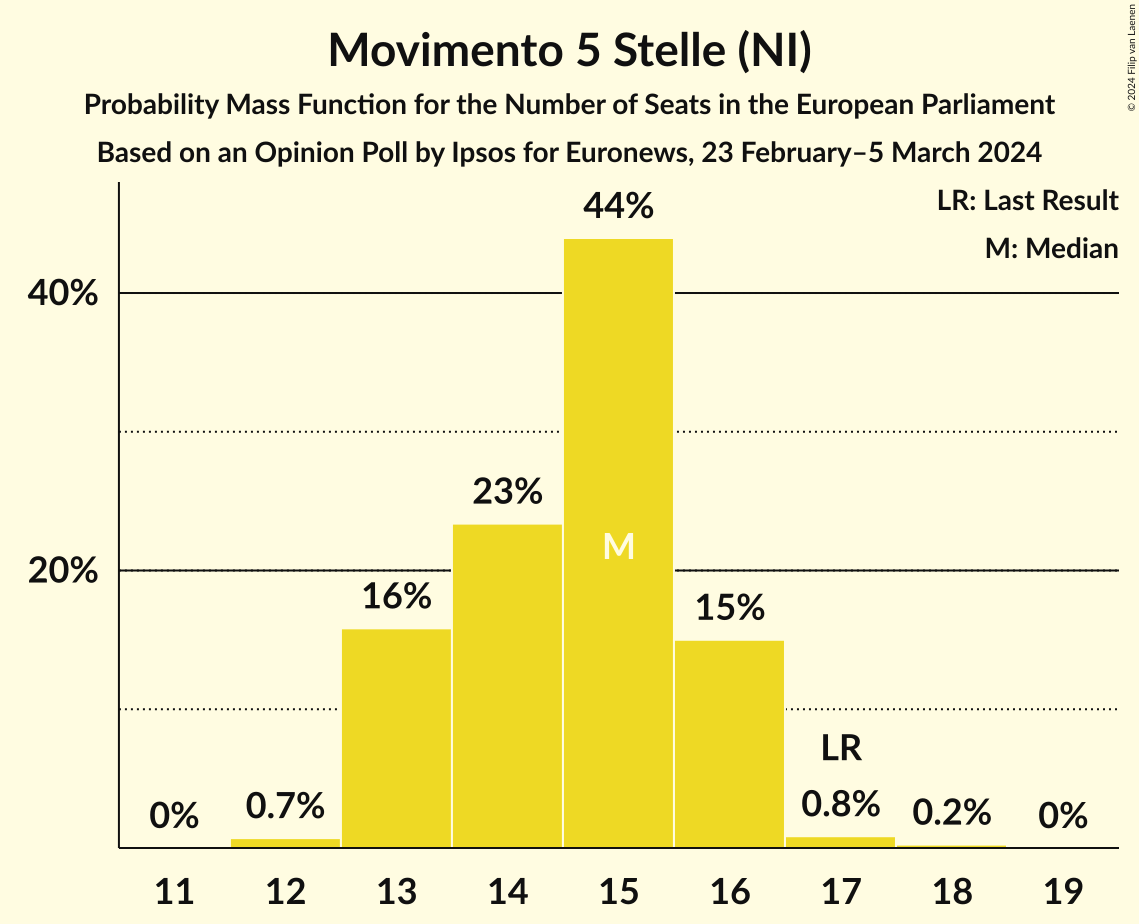 Movimento 5 Stelle (NI)
Probability Mass Function for the Number of Seats in the European Parliament
Based on an Opinion Poll by Ipsos for Euronews, 23 February–5 March 2024
© 2024 Filip van Laenen
LR: Last Result
M: Median
44%
40%
23%
M
20%
16%
15%
LR
0%
0.7%
0.8%
0.2%
0%
11 12 13 14 15 16 17 18 19